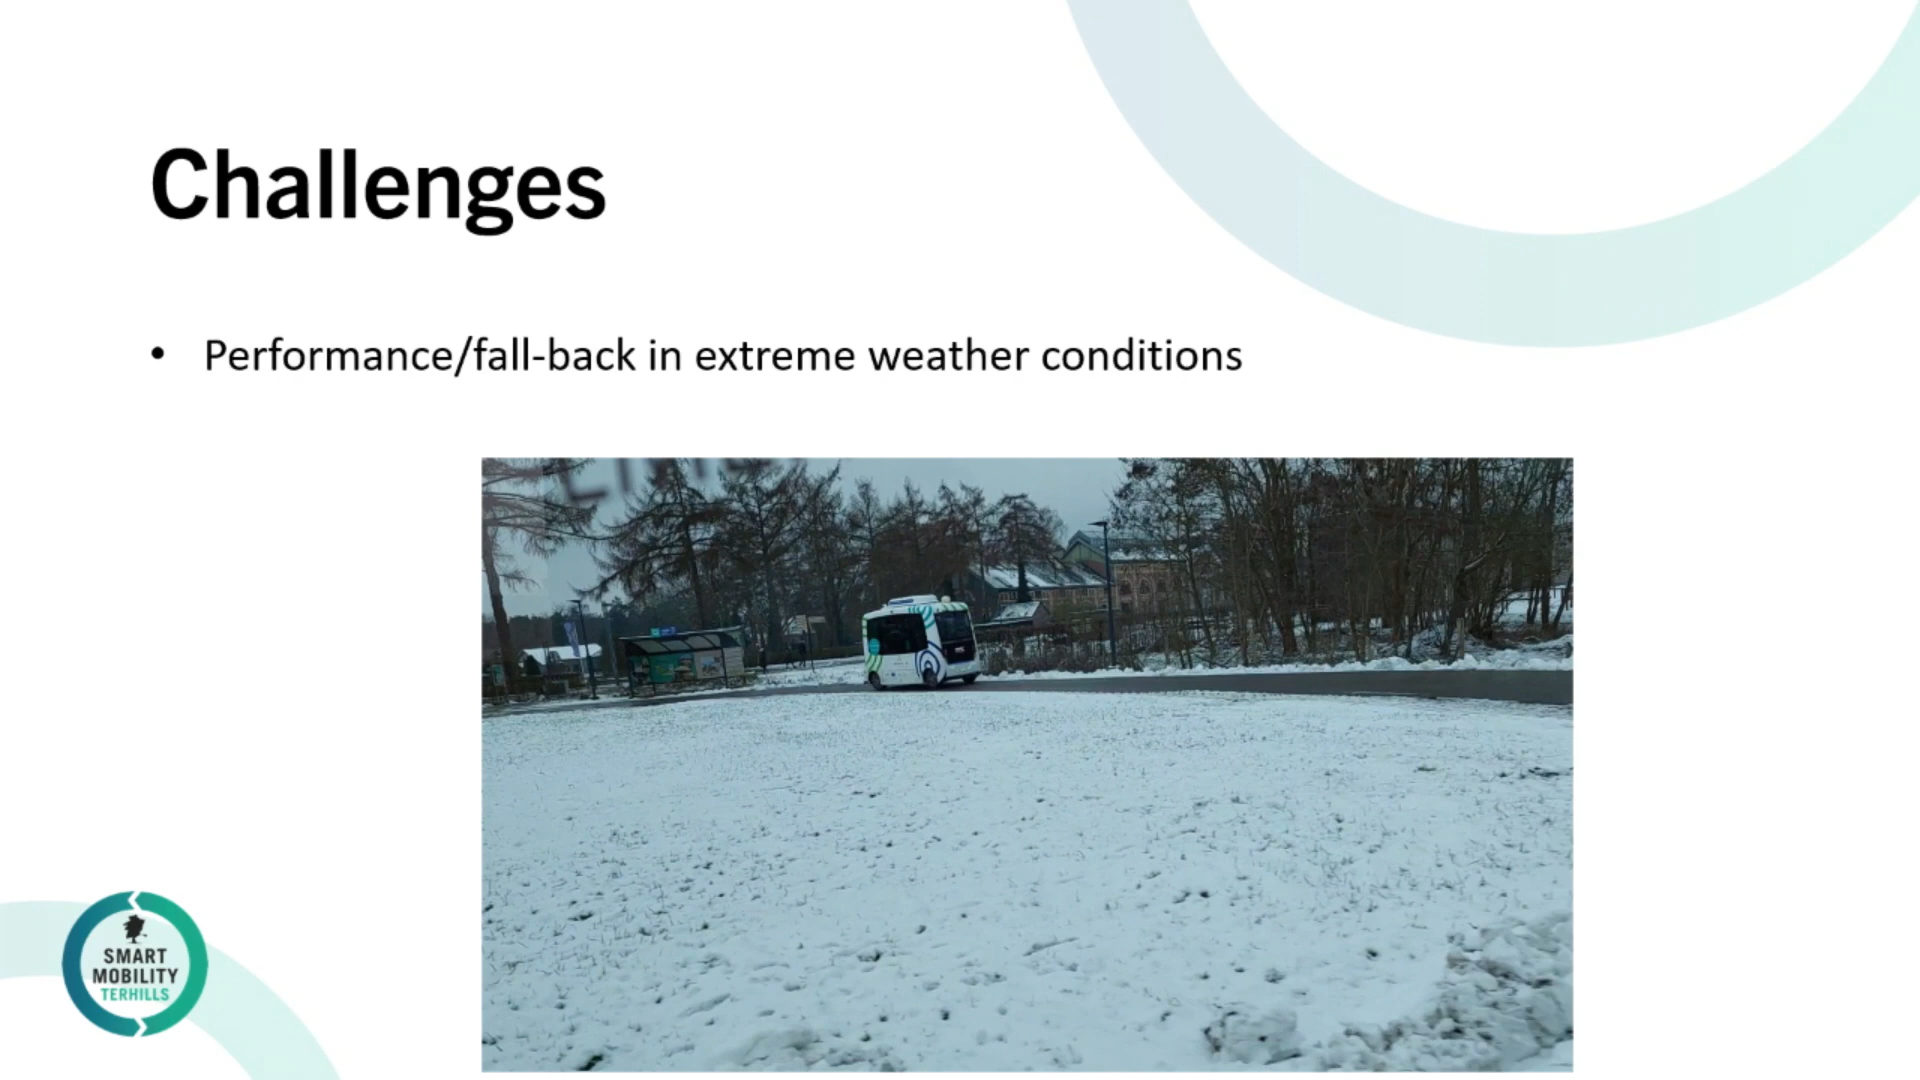 Challenges
• Performance/fall-back in extreme weather conditions
SMART
MOBILITY
TERHILLS